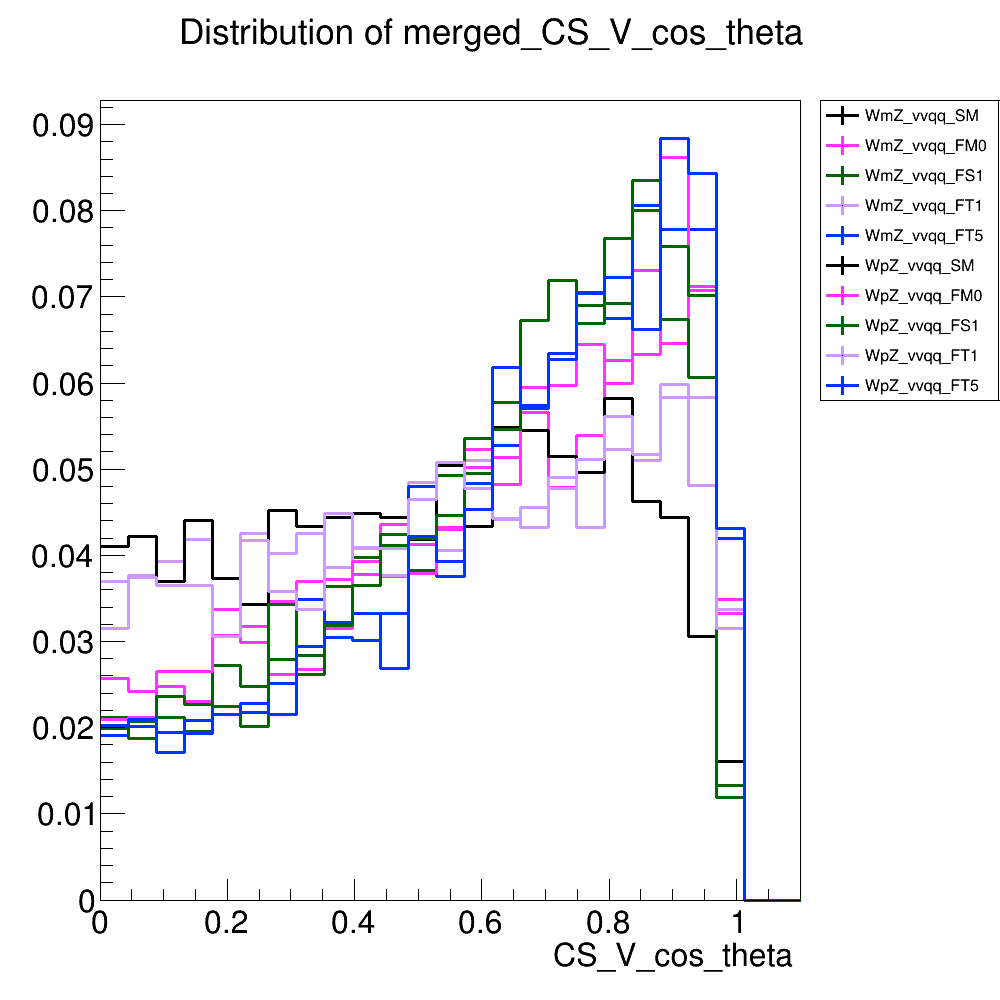 Distribution of merged_CS_V_cos_theta
0.09
0.08
0.07
0.06
0.05
0.04
0.03
0.02
0.01
0
0 0.2 0.4 0.6 0.8 1
CS_V_cos_theta
WmZ_vvqq_SM
WmZ_vvqq_FM0
WmZ_vvqq_FS1
WmZ_vvqq_FT1
WmZ_vvqq_FT5
WpZ_vvqq_SM
WpZ_vvqq_FM0
WpZ_vvqq_FS1
WpZ_vvqq_FT1
WpZ_vvqq_FT5